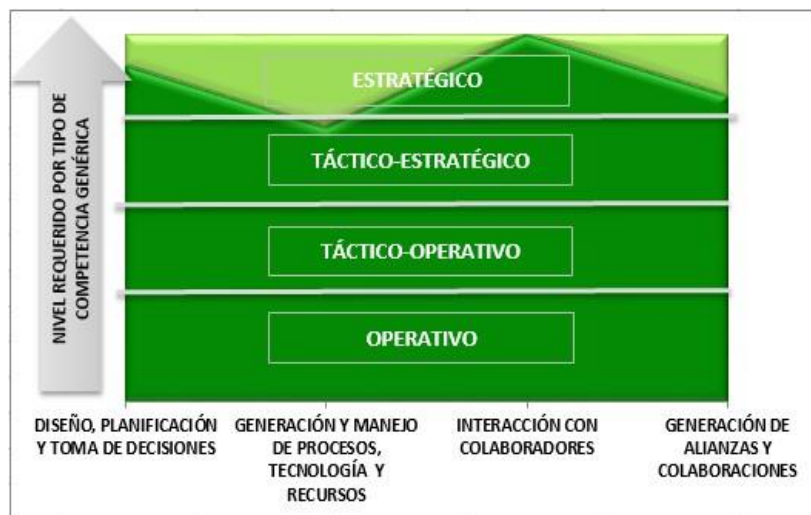 NIVEL REQUERIDO POR TIPO DE
COMPETENCIA GENÉRICA
ESTRATÉGICO
TÁCTICO-ESTRATÉGICO
TÁCTICO-OPERATIVO
OPERATIVO
DISEÑO, PLANIFICACIÓN
Y TOMA DE DECISIONES
GENERACIÓN Y MANEJO
DE PROCESOS,
TECNOLOGÍA Y
RECURSOS
INTERACCIÓN CON
COLABORADORES
GENERACIÓN DE
ALIANZAS Y
COLABORACIONES